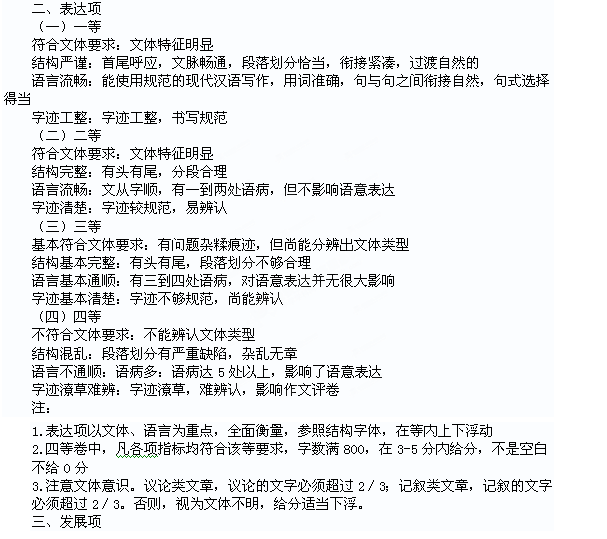 二、表达项
（一）一等
符合文体要求：文体特征明显
结构严谨：首尾呼应，文脉畅通，段落划分恰当，衔接紧凑，过渡自然的
语言流畅：能使用规范的现代汉语写作，用词准确，句与句之间衔接自然，句式选择
得当
字迹工整：字迹工整，书写规范
（二）二等
符合文体要求：文体特征明显
结构完整：有头有尾，分段合理
语言流畅：文从字顺，有一到两处语病，但不影响语意表达
字迹清楚：字迹较规范，易辨认
（三）三等
基本符合文体要求：有问题杂糅痕迹，但尚能分辨出文体类型
结构基本完整：有头有尾，段落划分不够合理
语言基本通顺：有三到四处语病，对语意表达并无很大影响
字迹基本清楚：字迹不够规范，尚能辨认
（四）四等
不符合文体要求：不能辨认文体类型
结构混乱：段落划分有严重缺陷，杂乱无章
语言不通顺：语病多：语病达5处以上，影响了语意表达
字迹潦草难辨：字迹潦草，难辨认，影响作文评卷
注：
1.表达项以文体、语言为重点，全面衡量，参照结构字体，在等内上下浮动
2.四等卷中，凡各项指标均符合该等要求，字数满800，在3-5分内给分，不是空白
不给0分
3.注意文体意识。议论类文章，议论的文字必须超过2/3；记叙类文章，记叙的文字
必须超过2/3。否则，视为文体不明，给分适当下浮。
三、发展项